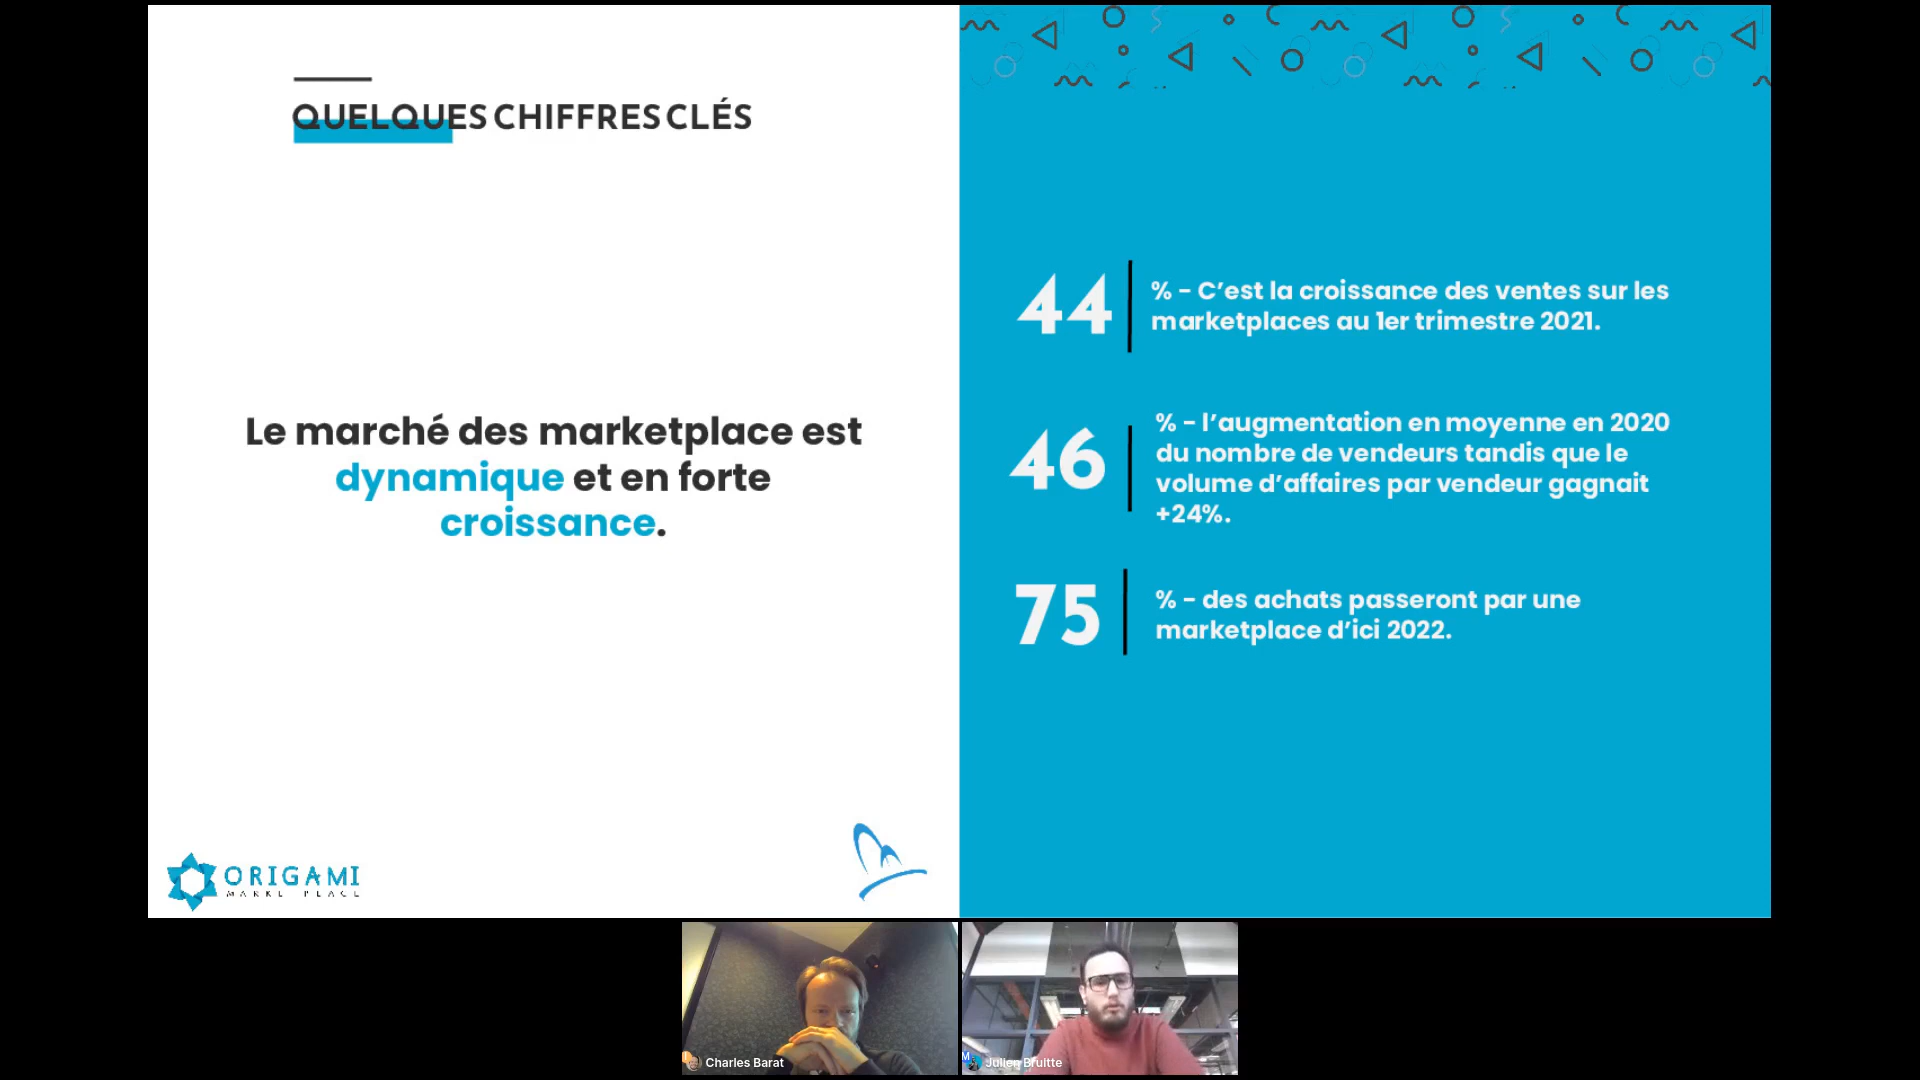 QUELQUES CHIFFRES CLÉS
Le marché des marketplace est
dynamique et en forte
croissance.
44
% - C'est la croissance des ventes sur les
marketplaces au 1er trimestre 2021.
46
% - l'augmentation en moyenne en 2020
du nombre de vendeurs tandis que le
volume d'affaires par vendeur gagnait
+24%.
75
% - des achats passeront par une
marketplace d'ici 2022.
ORIGAMI
Charles Barat
Julien Bruitte